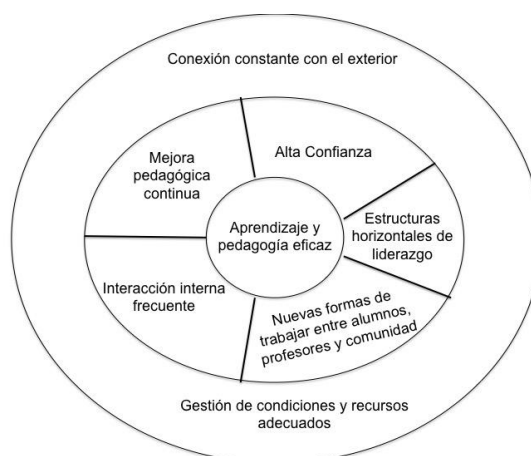 Conexión constante con el exterior
Alta Confianza
Mejora
pedagógica
continua
Aprendizaje y
pedagogía eficaz
Estructuras
horizontales de
liderazgo
Interacción interna
frecuente
Nuevas formas de
trabajar entre alumnos,
profesores y comunidad
Gestión de condiciones y recursos
adecuados